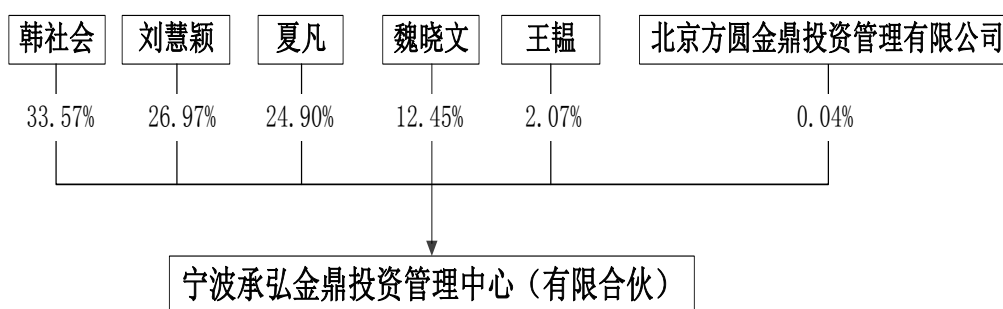 韩社会 刘慧颖 夏凡 魏晓文 王韫 北京方圆金鼎投资管理有限公司
33.57% 26.97% 24.90% 12.45% 2.07% 0.04%
宁波承弘金鼎投资管理中心（有限合伙）